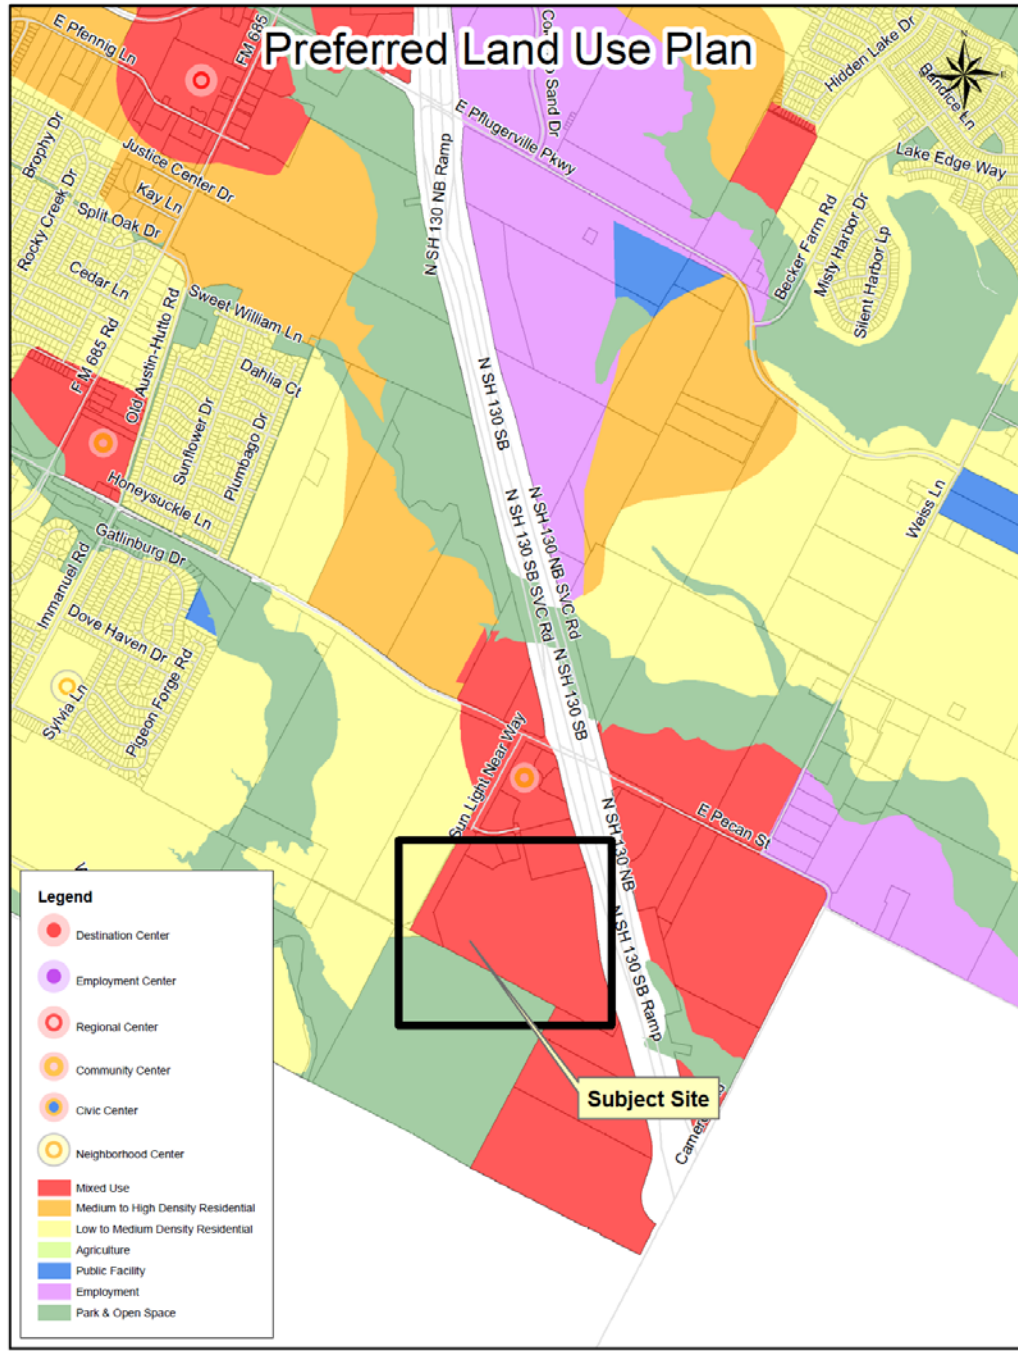 Preferred Land Use Plan
E Pfennig Ln
FM 685
Hidden Lake Dr
N
E
Sand Dr
E Pflugerville Pkwy
Lake Edge Way
Brophy Dr
Justice Center Dr
Kay Ln
Split Oak Dr
Rocky Creek Dr
N SH 130 NB Ramp
Becker Farm Rd
Misty Harbor Dr
Silent Harbor Lp
Cedar Ln
Sweet William Ln
F M 685 Rd
Old Austin-Hutto Rd
Dahlia Ct
N SH 130 SB
Sunflower Dr
Plumbago Dr
Honeysuckle Ln
Weiss Ln
Gatlinburg Dr
N SH 130 NB SVC Rd
N SH 130 SB SVC Rd
Immanuel Rd
Dove Haven Dr
Pigeon Forge Rd
Sylvia Ln
N SH 130 SB
Sun Light Near Way
N SH 130 NB
E Pecan St
N SH 130 SB Ramp
Subject Site
Legend
Destination Center
Employment Center
Regional Center
Community Center
Civic Center
Neighborhood Center
Mixed Use
Medium to High Density Residential
Low to Medium Density Residential
Agriculture
Public Facility
Employment
Park & Open Space